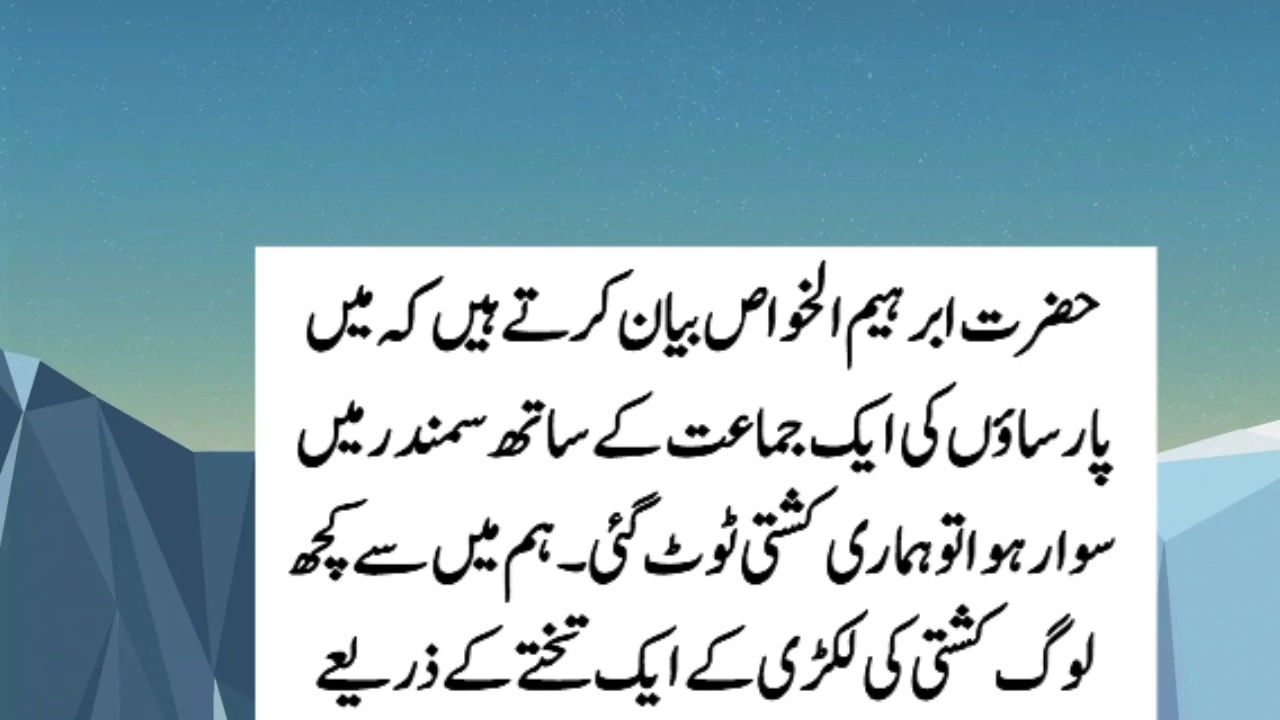 حضرت ابرہیم الخواص بیان کرتے ہیں کہ میں
پارساؤں کی ایک جماعت کے ساتھ سمندر میں
سوار ہوا تو ہماری کشتی ٹوٹ گئی۔ ہم میں سے کچھ
لوگ کشتی کی لکڑی کے ایک تختے کے ذریعے